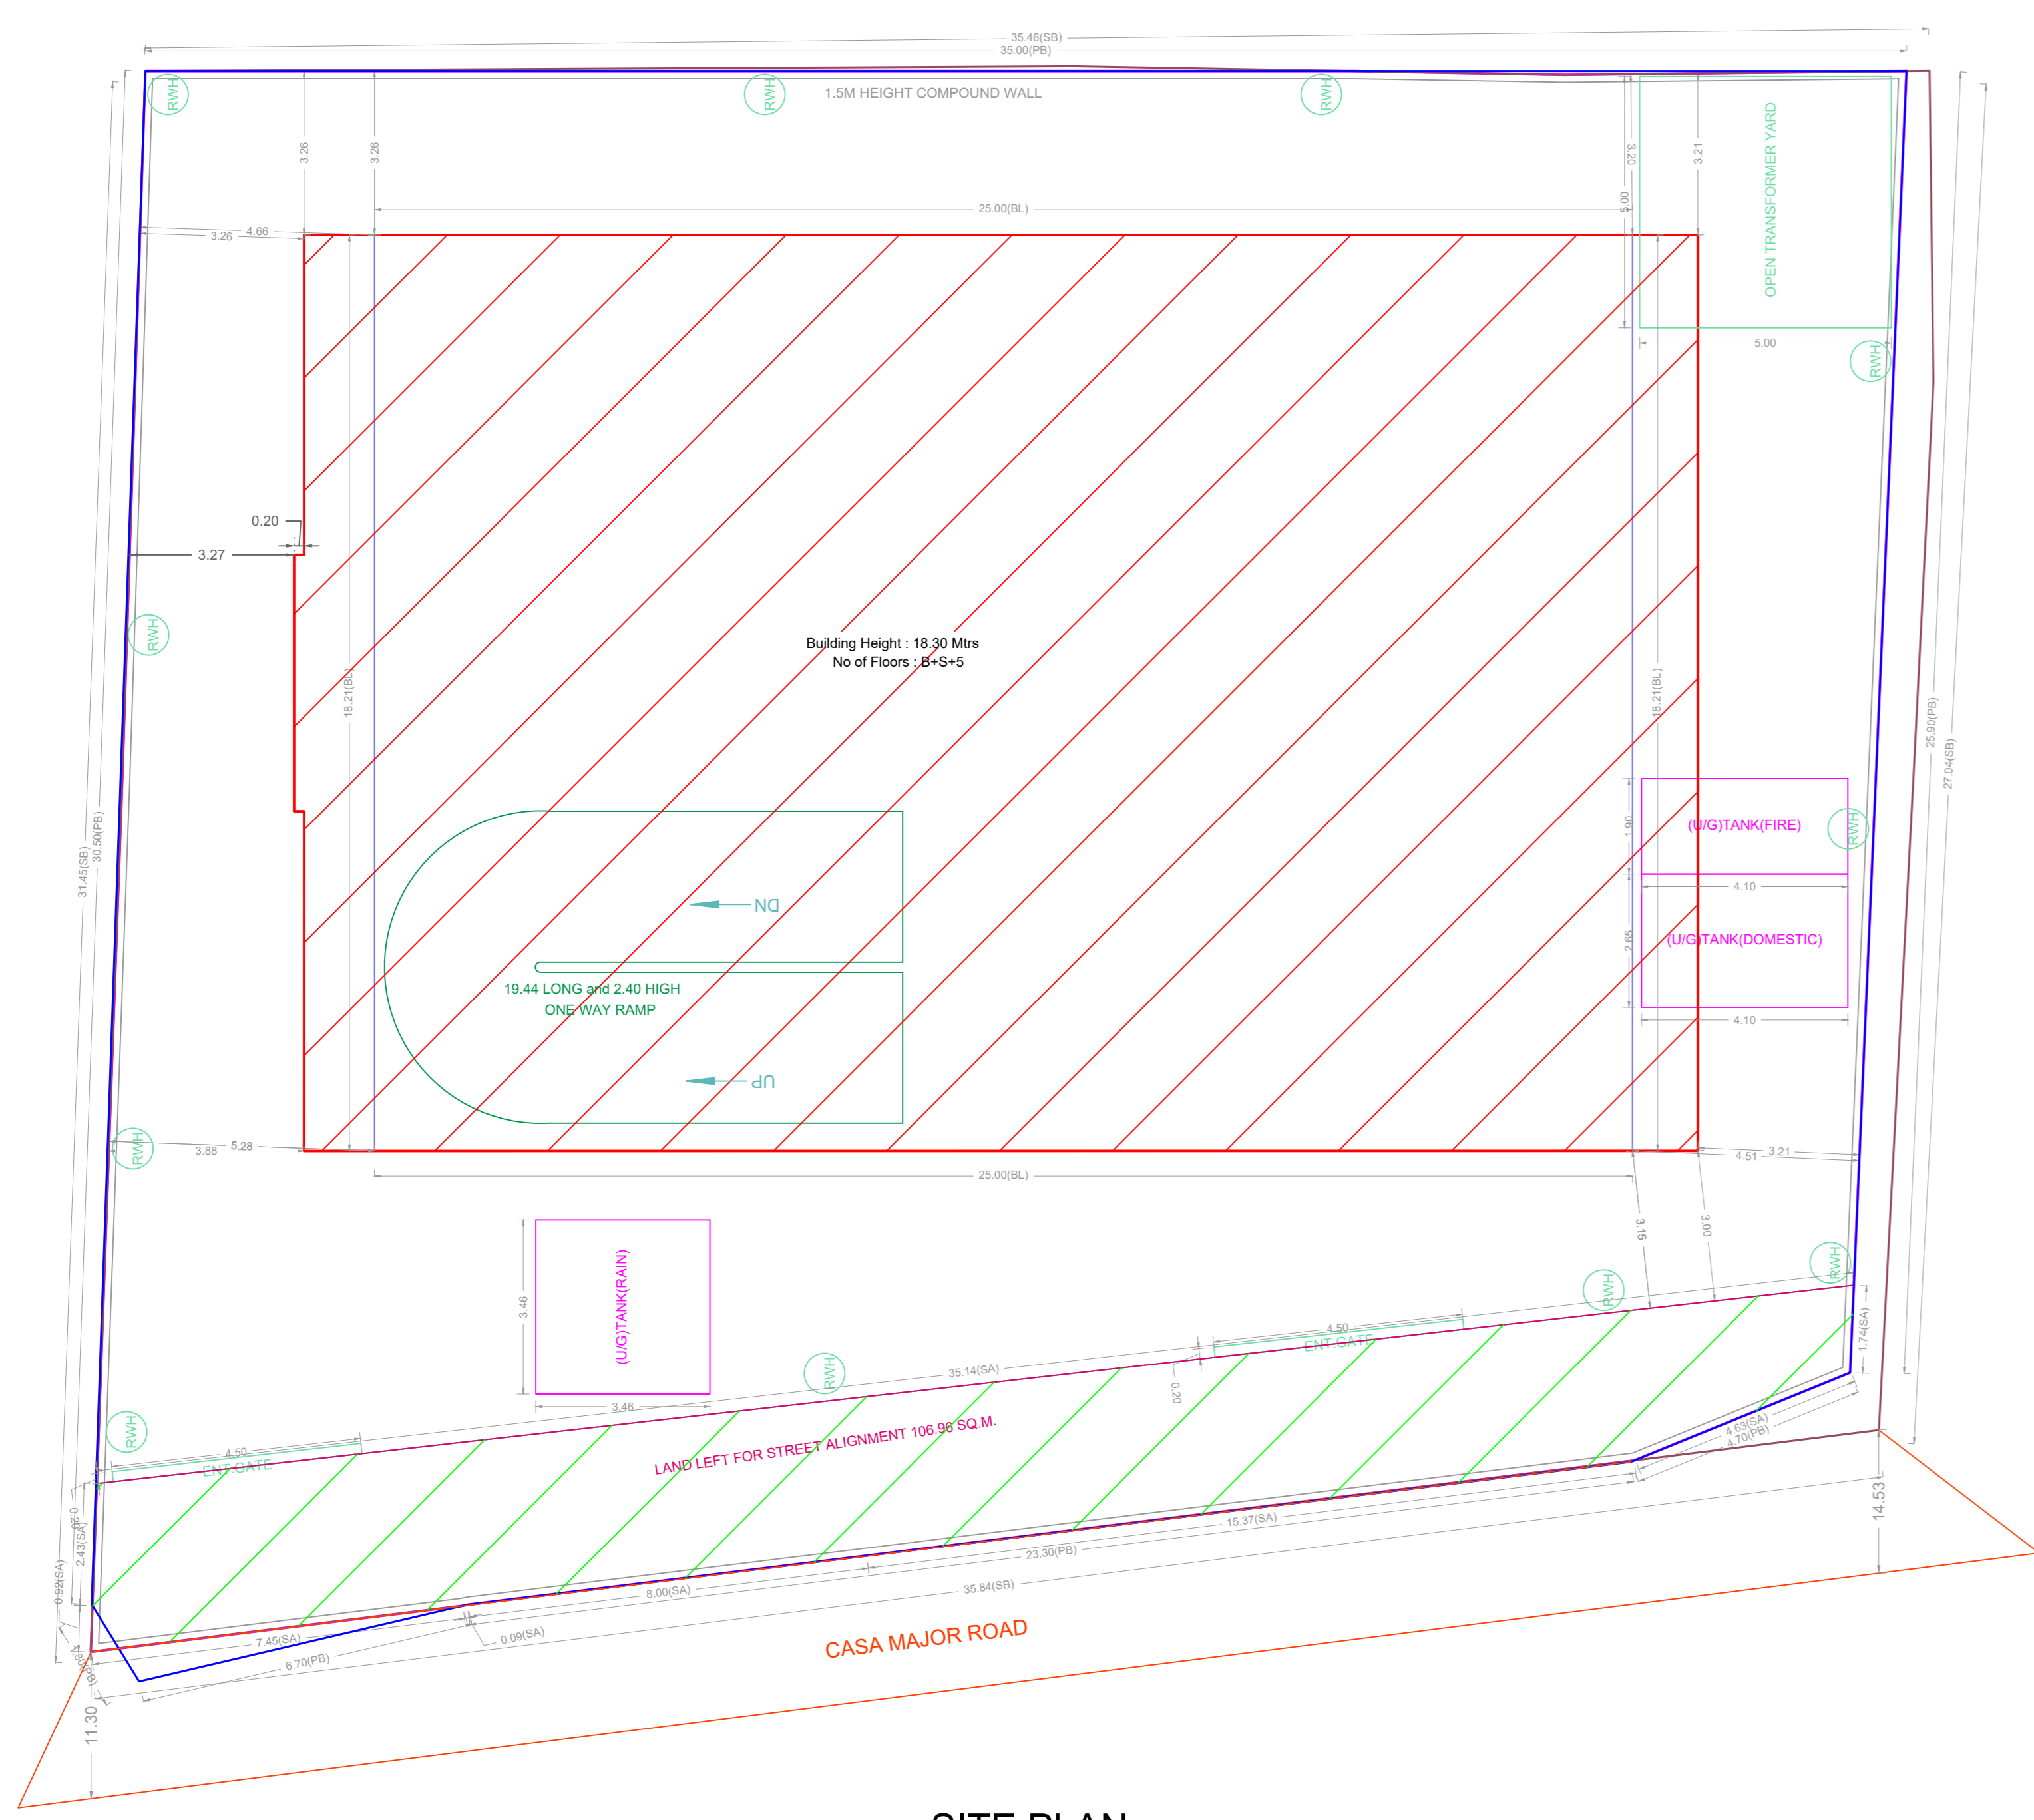 35.46(SB)
35.00(PB)
RWH
RWH
1.5M HEIGHT COMPOUND WALL
RWH
OPEN TRANSFORMER YARD
3.26
3.26
3.20
3.21
5.00
25.00(BL)
4.66
3.26
5.00
RWH
0.20
3.27
RWH
Building Height : 18.30 Mtrs
No of Floors : B+S+5
18.21(BL)
18.21(BL)
25.90(PB)
27.04(SB)
30.50(PB)
31.45(SB)
1.90
(U/G)TANK(FIRE)
RWH
4.10
DN
2.65
(U/G)TANK(DOMESTIC)
4.10
19.44 LONG and 2.40 HIGH
ONE WAY RAMP
UP
RWH
5.28
3.88
3.21
4.51
25.00(BL)
3.15
3.00
RWH
RWH
3.46
(U/G)TANK(RAIN)
3.46
4.50
ENT.GATE
1.74(SA)
RWH
35.14(SA)
0.20
RWH
4.50
ENT.GATE
LAND LEFT FOR STREET ALIGNMENT 106.96 SQ.M.
4.63(SA)
4.70(PB)
0.20
2.43(SA)
14.53
15.37(SA)
23.30(PB)
0.92(SA)
8.00(SA)
35.84(SB)
7.45(SA)
0.09(SA)
6.70(PB)
CASA MAJOR ROAD
11.30
SITE PLAN